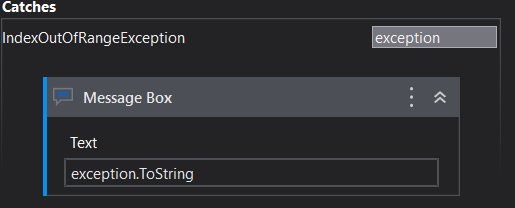 Catches
IndexOutOfRangeException exception
Message Box
Text
exception.ToString